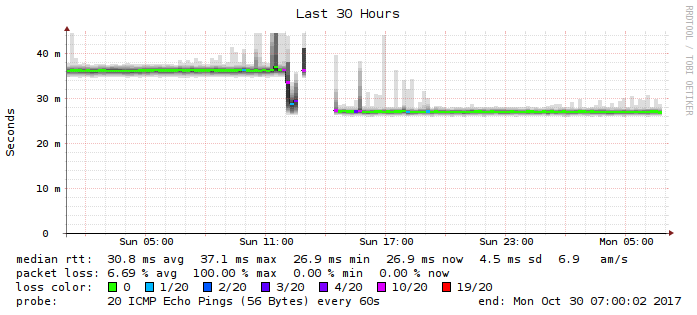 Last 30 Hours
RRDTOOL / TOBI OETIKER
Seconds
40 m
30 m
20 m
10 m
0
Sun 05:00 Sun 11:00 Sun 17:00 Sun 23:00 Mon 05:00
median rtt: 30.8 ms avg 37.1 ms max 26.9 ms min 26.9 ms now 4.5 ms sd 6.9 am/s
packet loss: 6.69 % avg 100.00 % max 0.00 % min 0.00 % now
loss color: 0 1/20 2/20 3/20 4/20 10/20 19/20
probe: 20 ICMP Echo Pings (56 Bytes) every 60s end: Mon Oct 30 07:00:02 2017